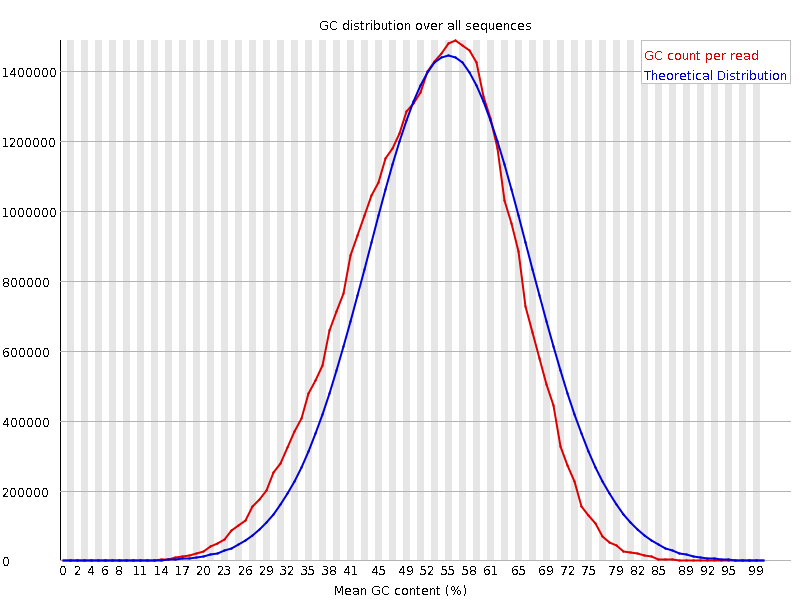 GC distribution over all sequences
GC count per read
Theoretical Distribution
1400000
1200000
1000000
800000
600000
400000
200000
0
0 2 4 6 8 11 14 17 20 23 26 29 32 35 38 41 45 49 52 55 58 61 65 69 72 75 79 82 85 89 92 95 99
Mean GC content (%)